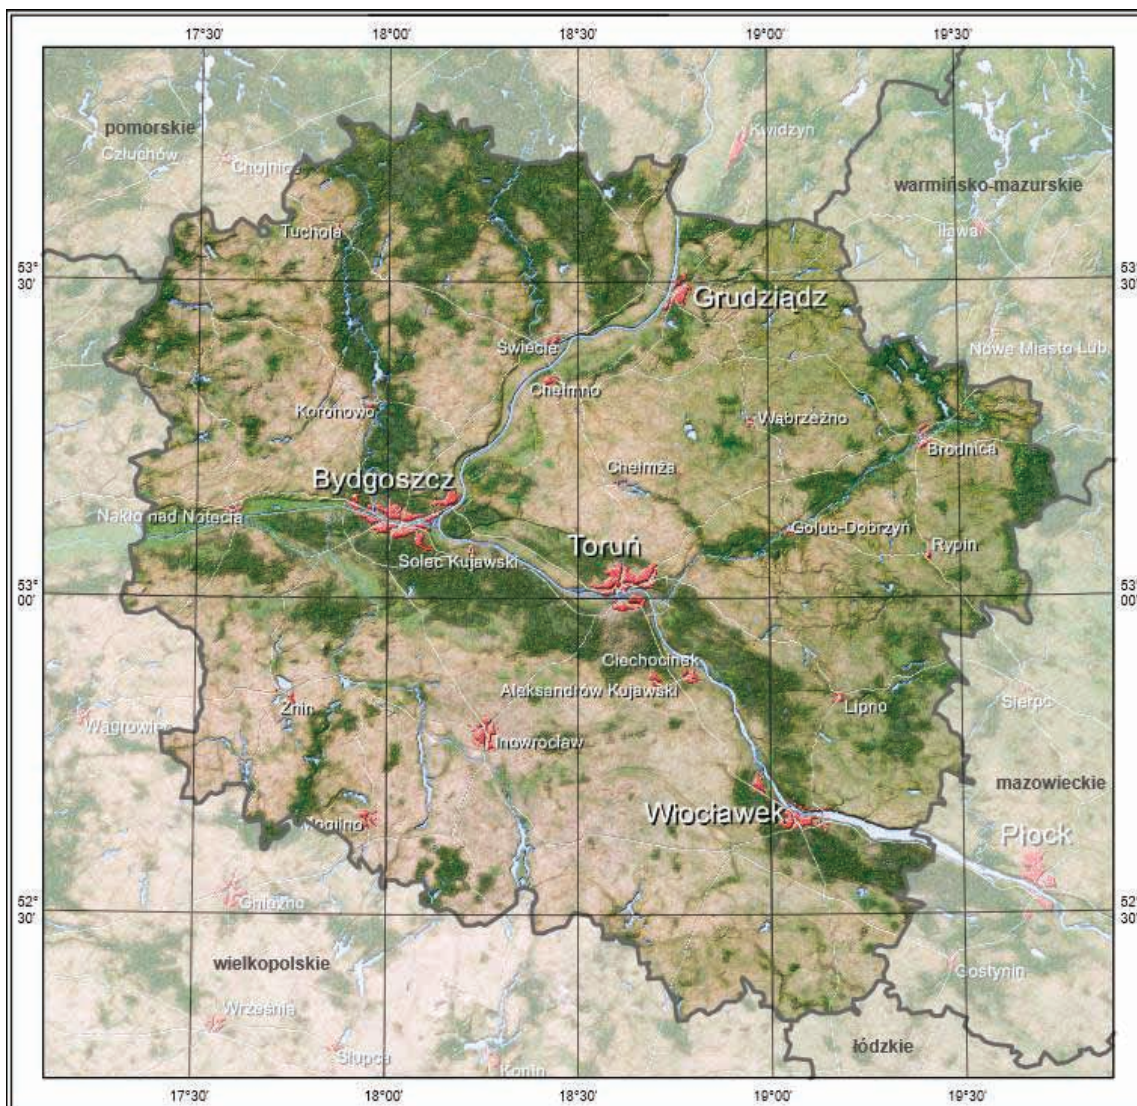 17°30'
18°00'
18°30'
19°00'
19°30'
pomorskie
Człuchów
Chojnice
Kwidzyn
warmińsko-mazurskie
Iława
Tuchola
53°
30'
53°
30'
Grudziądz
Świecie
Nowe Miasto Lub
Chełmno
Koronowo
Wąbrzeźno
Brodnica
Chełmża
Bydgoszcz
Nakło nad Notecią
Golub-Dobrzyń
Toruń
Rypin
Solec Kujawski
53°
00'
53°
00'
Ciechocinek
Aleksandrów Kujawski
Sierpc
Lipno
Żnin
Wągrowiec
Inowrocław
mazowieckie
Włocławek
Mogilno
Płock
Gniezno
52°
30'
52°
30'
wielkopolskie
Gostynin
Września
Słupca
Konin
łódzkie
17°30'
18°00'
18°30'
19°00'
19°30'